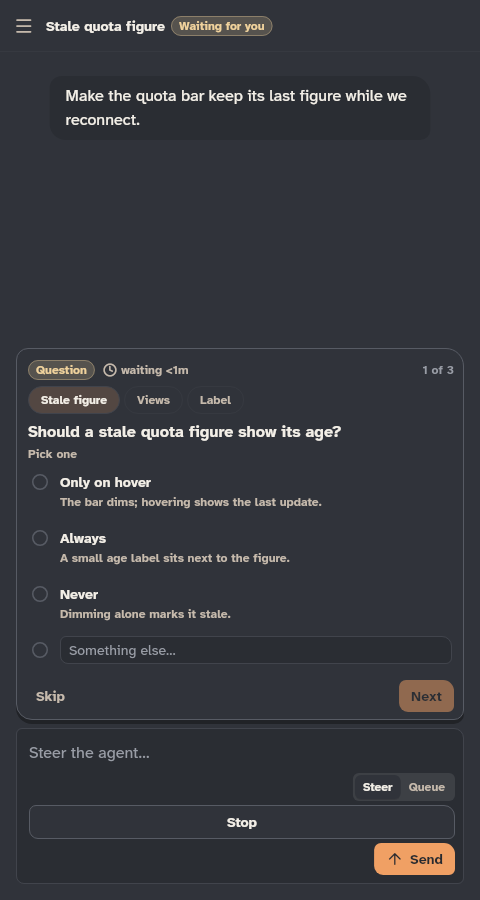 Stale quota figure Waiting for you
Make the quota bar keep its last figure while we
reconnect.
Question waiting <1m 1 of 3
Stale figure Views Label
Should a stale quota figure show its age?
Pick one
Only on hover
The bar dims; hovering shows the last update.
Always
A small age label sits next to the figure.
Never
Dimming alone marks it stale.
Something else...
Skip Next
Steer the agent...
Steer Queue
Stop
Send